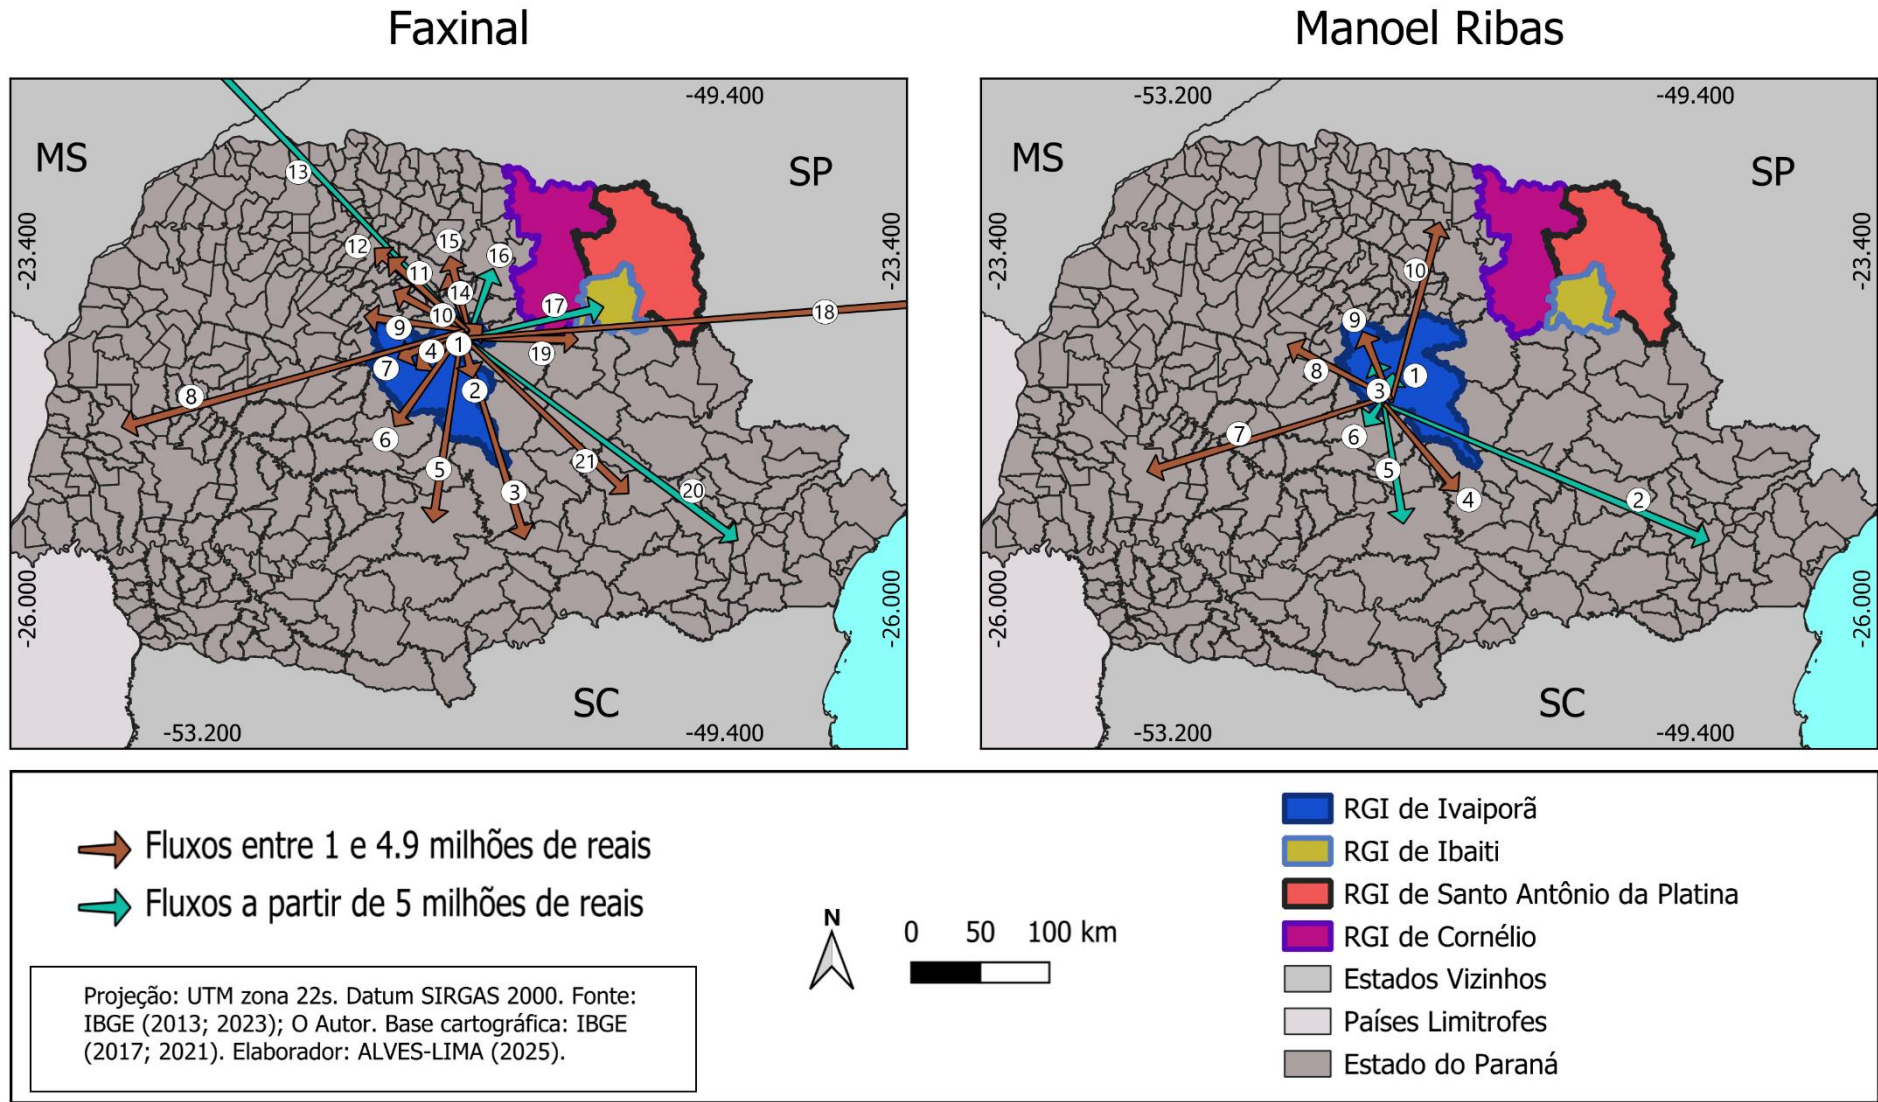 Faxinal
Manoel Ribas
-49.400
MS
SP
-23.400
-23.400
13
12
15
16
11
14
10
17
18
9
1
4
19
7
8
2
6
5
21
3
20
-26.000
-26.000
SC
-53.200
-49.400
-53.200
-49.400
MS
SP
-23.400
-23.400
10
9
8
1
3
7
6
5
4
2
-26.000
-26.000
SC
-53.200
-49.400
Fluxos entre 1 e 4.9 milhões de reais
Fluxos a partir de 5 milhões de reais
Projeção: UTM zona 22s. Datum SIRGAS 2000. Fonte:
IBGE (2013; 2023); O Autor. Base cartográfica: IBGE
(2017; 2021). Elaborador: ALVES-LIMA (2025).
N
0 50 100 km
RGI de Ivaiporã
RGI de Ibaiti
RGI de Santo Antônio da Platina
RGI de Cornélio
Estados Vizinhos
Países Limitrofes
Estado do Paraná